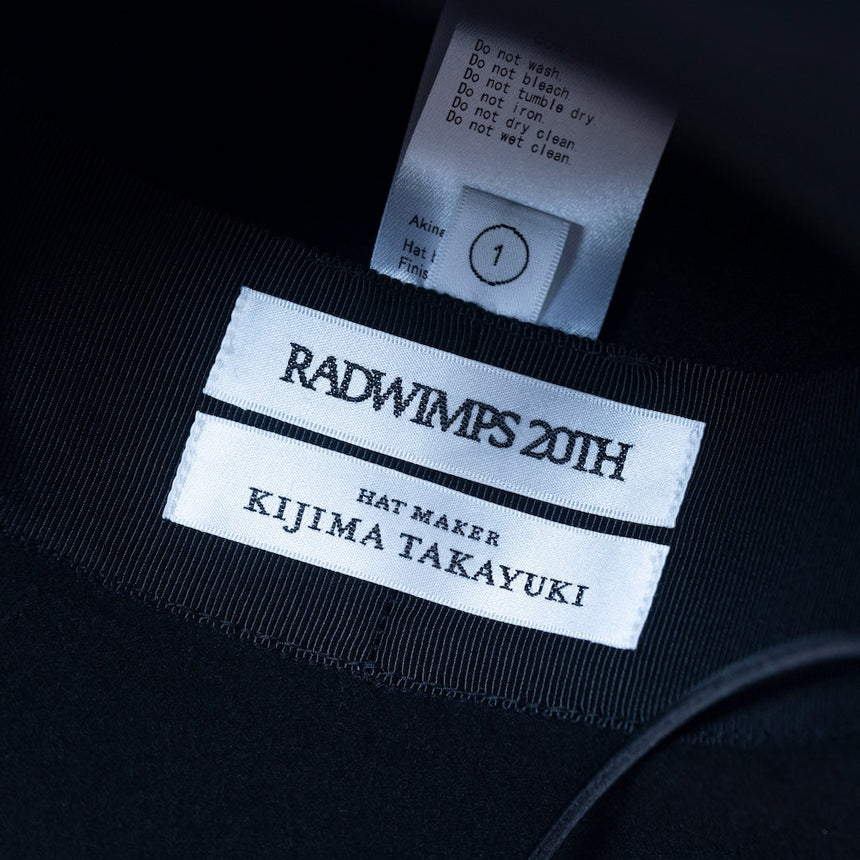 Do not wash.
Do not bleach.
Do not tumble dry.
Do not iron.
Do not dry clean.
Do not wet clean.
1
Hat
RADWIMPS 20TH
HAT MAKER
KIJIMA TAKAYUKI